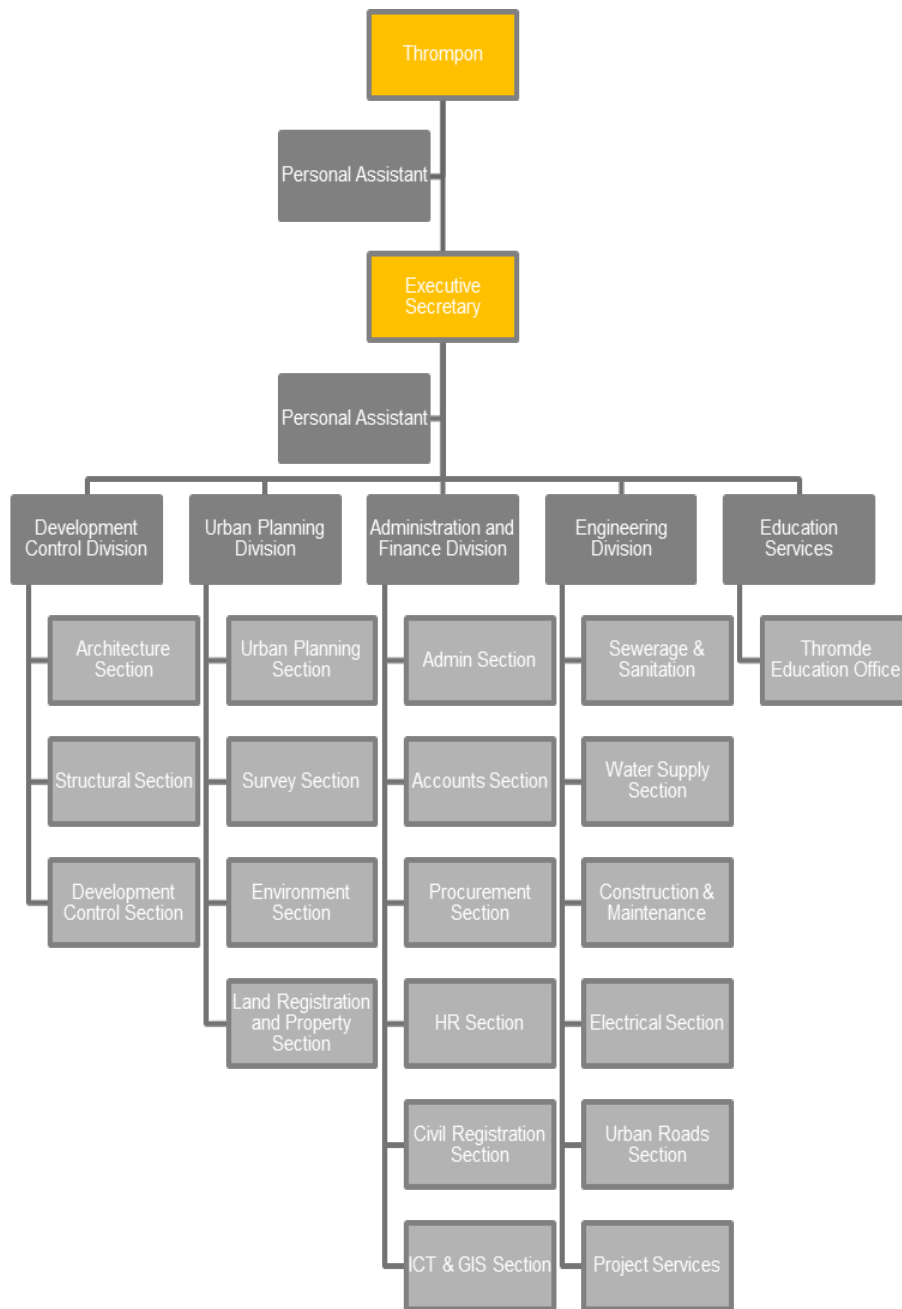 Thrompon
Personal Assistant
Executive
Secretary
Personal Assistant
Development
Control Division
Urban Planning
Division
Administration and
Finance Division
Engineering
Division
Education
Services
Architecture
Section
Structural Section
Development
Control Section
Urban Planning
Section
Survey Section
Environment
Section
Land Registration
and Property
Section
Admin Section
Accounts Section
Procurement
Section
HR Section
Civil Registration
Section
ICT & GIS Section
Sewerage &
Sanitation
Water Supply
Section
Construction &
Maintenance
Electrical Section
Urban Roads
Section
Project Services
Thromde
Education Office